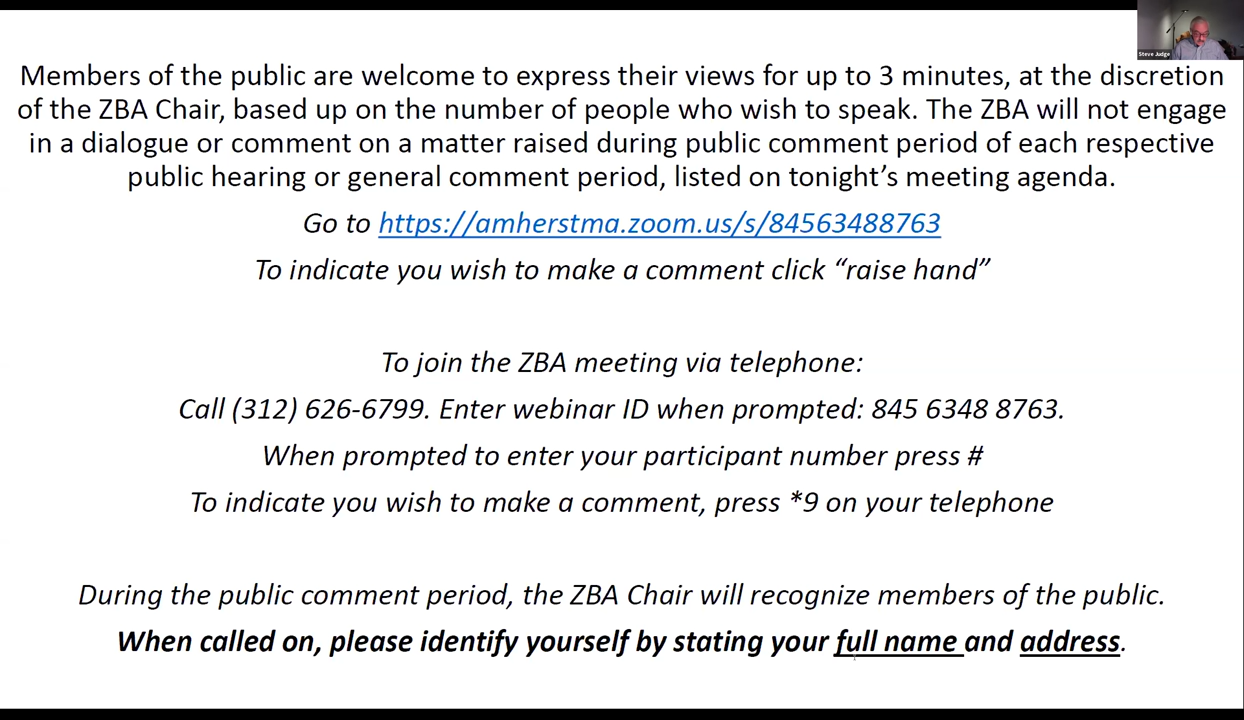 Steve Judge
Members of the public are welcome to express their views for up to 3 minutes, at the discretion
of the ZBA Chair, based up on the number of people who wish to speak. The ZBA will not engage
in a dialogue or comment on a matter raised during public comment period of each respective
public hearing or general comment period, listed on tonight’s meeting agenda.
Go to https://amherstma.zoom.us/s/84563488763
To indicate you wish to make a comment click “raise hand”
To join the ZBA meeting via telephone:
Call (312) 626-6799. Enter webinar ID when prompted: 845 6348 8763.
When prompted to enter your participant number press #
To indicate you wish to make a comment, press *9 on your telephone
During the public comment period, the ZBA Chair will recognize members of the public.
When called on, please identify yourself by stating your full name and address.